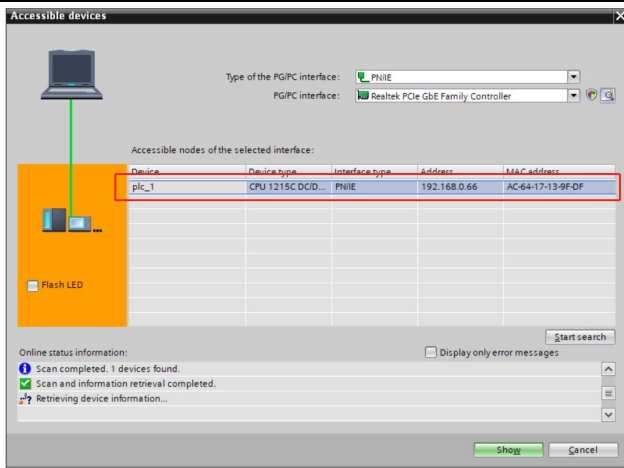 Accessible devices
Type of the PG/PC interface: PN/IE
PG/PC interface: Realtek PCIe GbE Family Controller
Accessible nodes of the selected interface:
Device Device type Interface type Address MAC address
plc_1 CPU 1215C DC/D... PN/IE 192.168.0.66 AC-64-17-13-9F-DF
Flash LED
Start search
Online status information: Display only error messages
Scan completed. 1 devices found.
Scan and information retrieval completed.
Retrieving device information...
Show Cancel